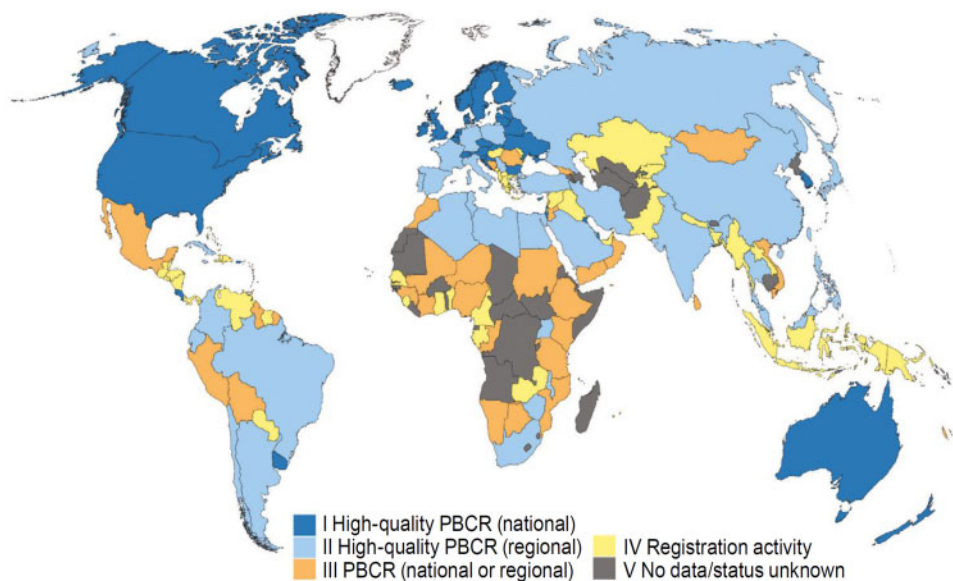 I High-quality PBCR (national)
II High-quality PBCR (regional)
III PBCR (national or regional)
IV Registration activity
V No data/status unknown